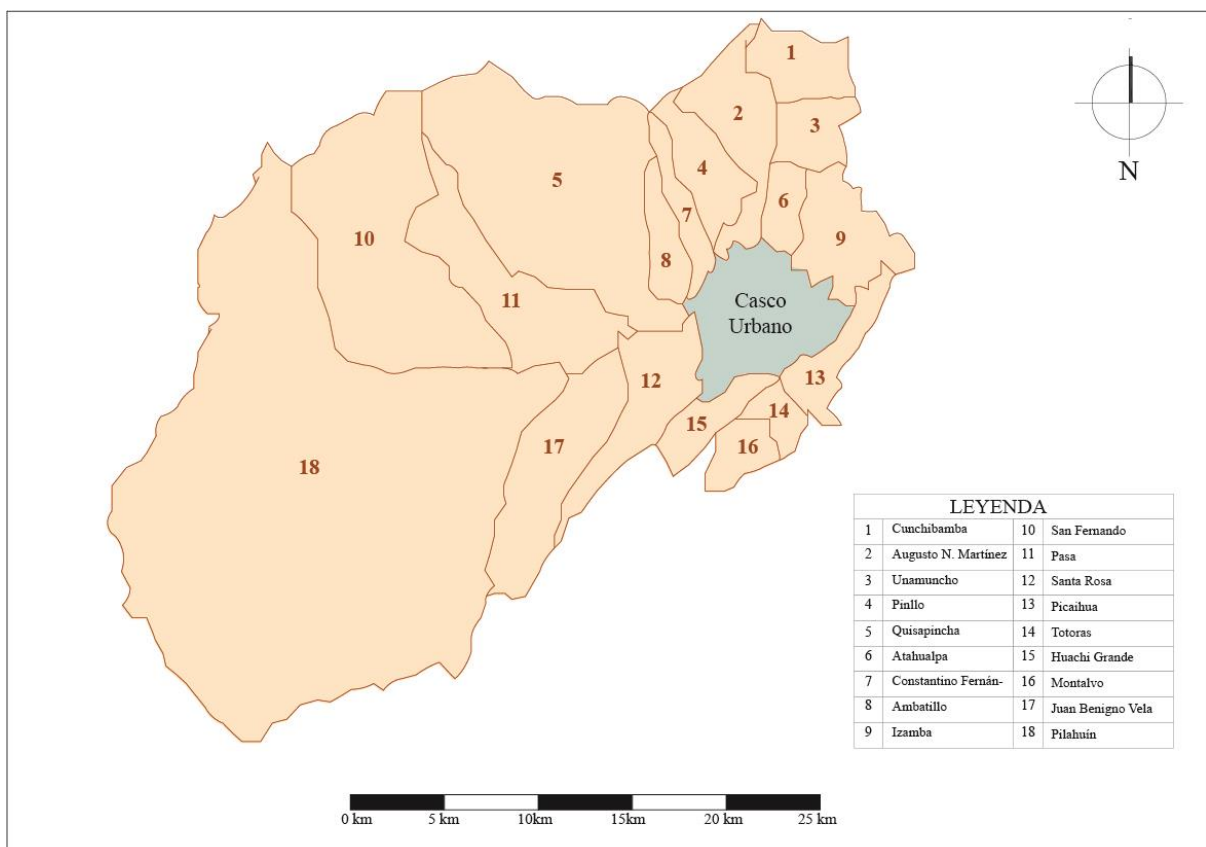 1
2
3
N
4
5
6
7
8
9
10
11
Casco
Urbano
12
13
14
15
16
17
18
LEYENDA
1 Cunchibamba 10 San Fernando
2 Augusto N. Martínez 11 Pasa
3 Unamuncho 12 Santa Rosa
4 Pinllo 13 Picaihua
5 Quisapincha 14 Totoras
6 Atahualpa 15 Huachi Grande
7 Constantino Fernán- 16 Montalvo
8 Ambatillo 17 Juan Benigno Vela
9 Izamba 18 Pilahuín
0 km 5 km 10km 15km 20 km 25 km